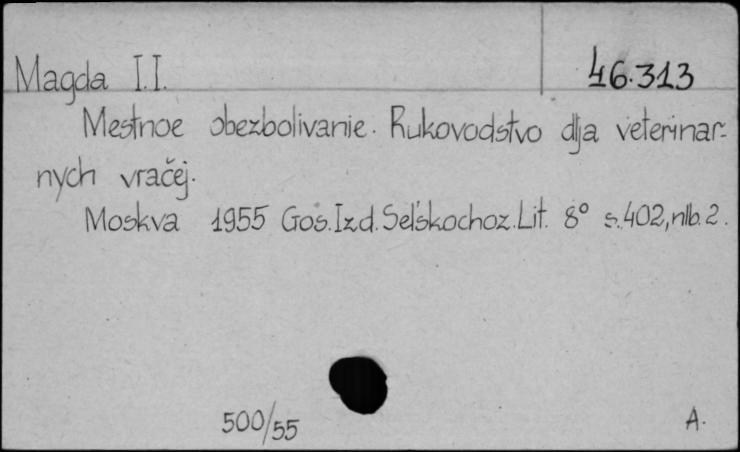 Magda I.I.
46.313
Mestnoe obezbolivanie. Rukovodstvo dlja veterinar-
nych vračej.
Moskva 1955 Gos.Izd.Sel'skochoz.Lit. 8° s.402,nlb.2.
500/55
A.